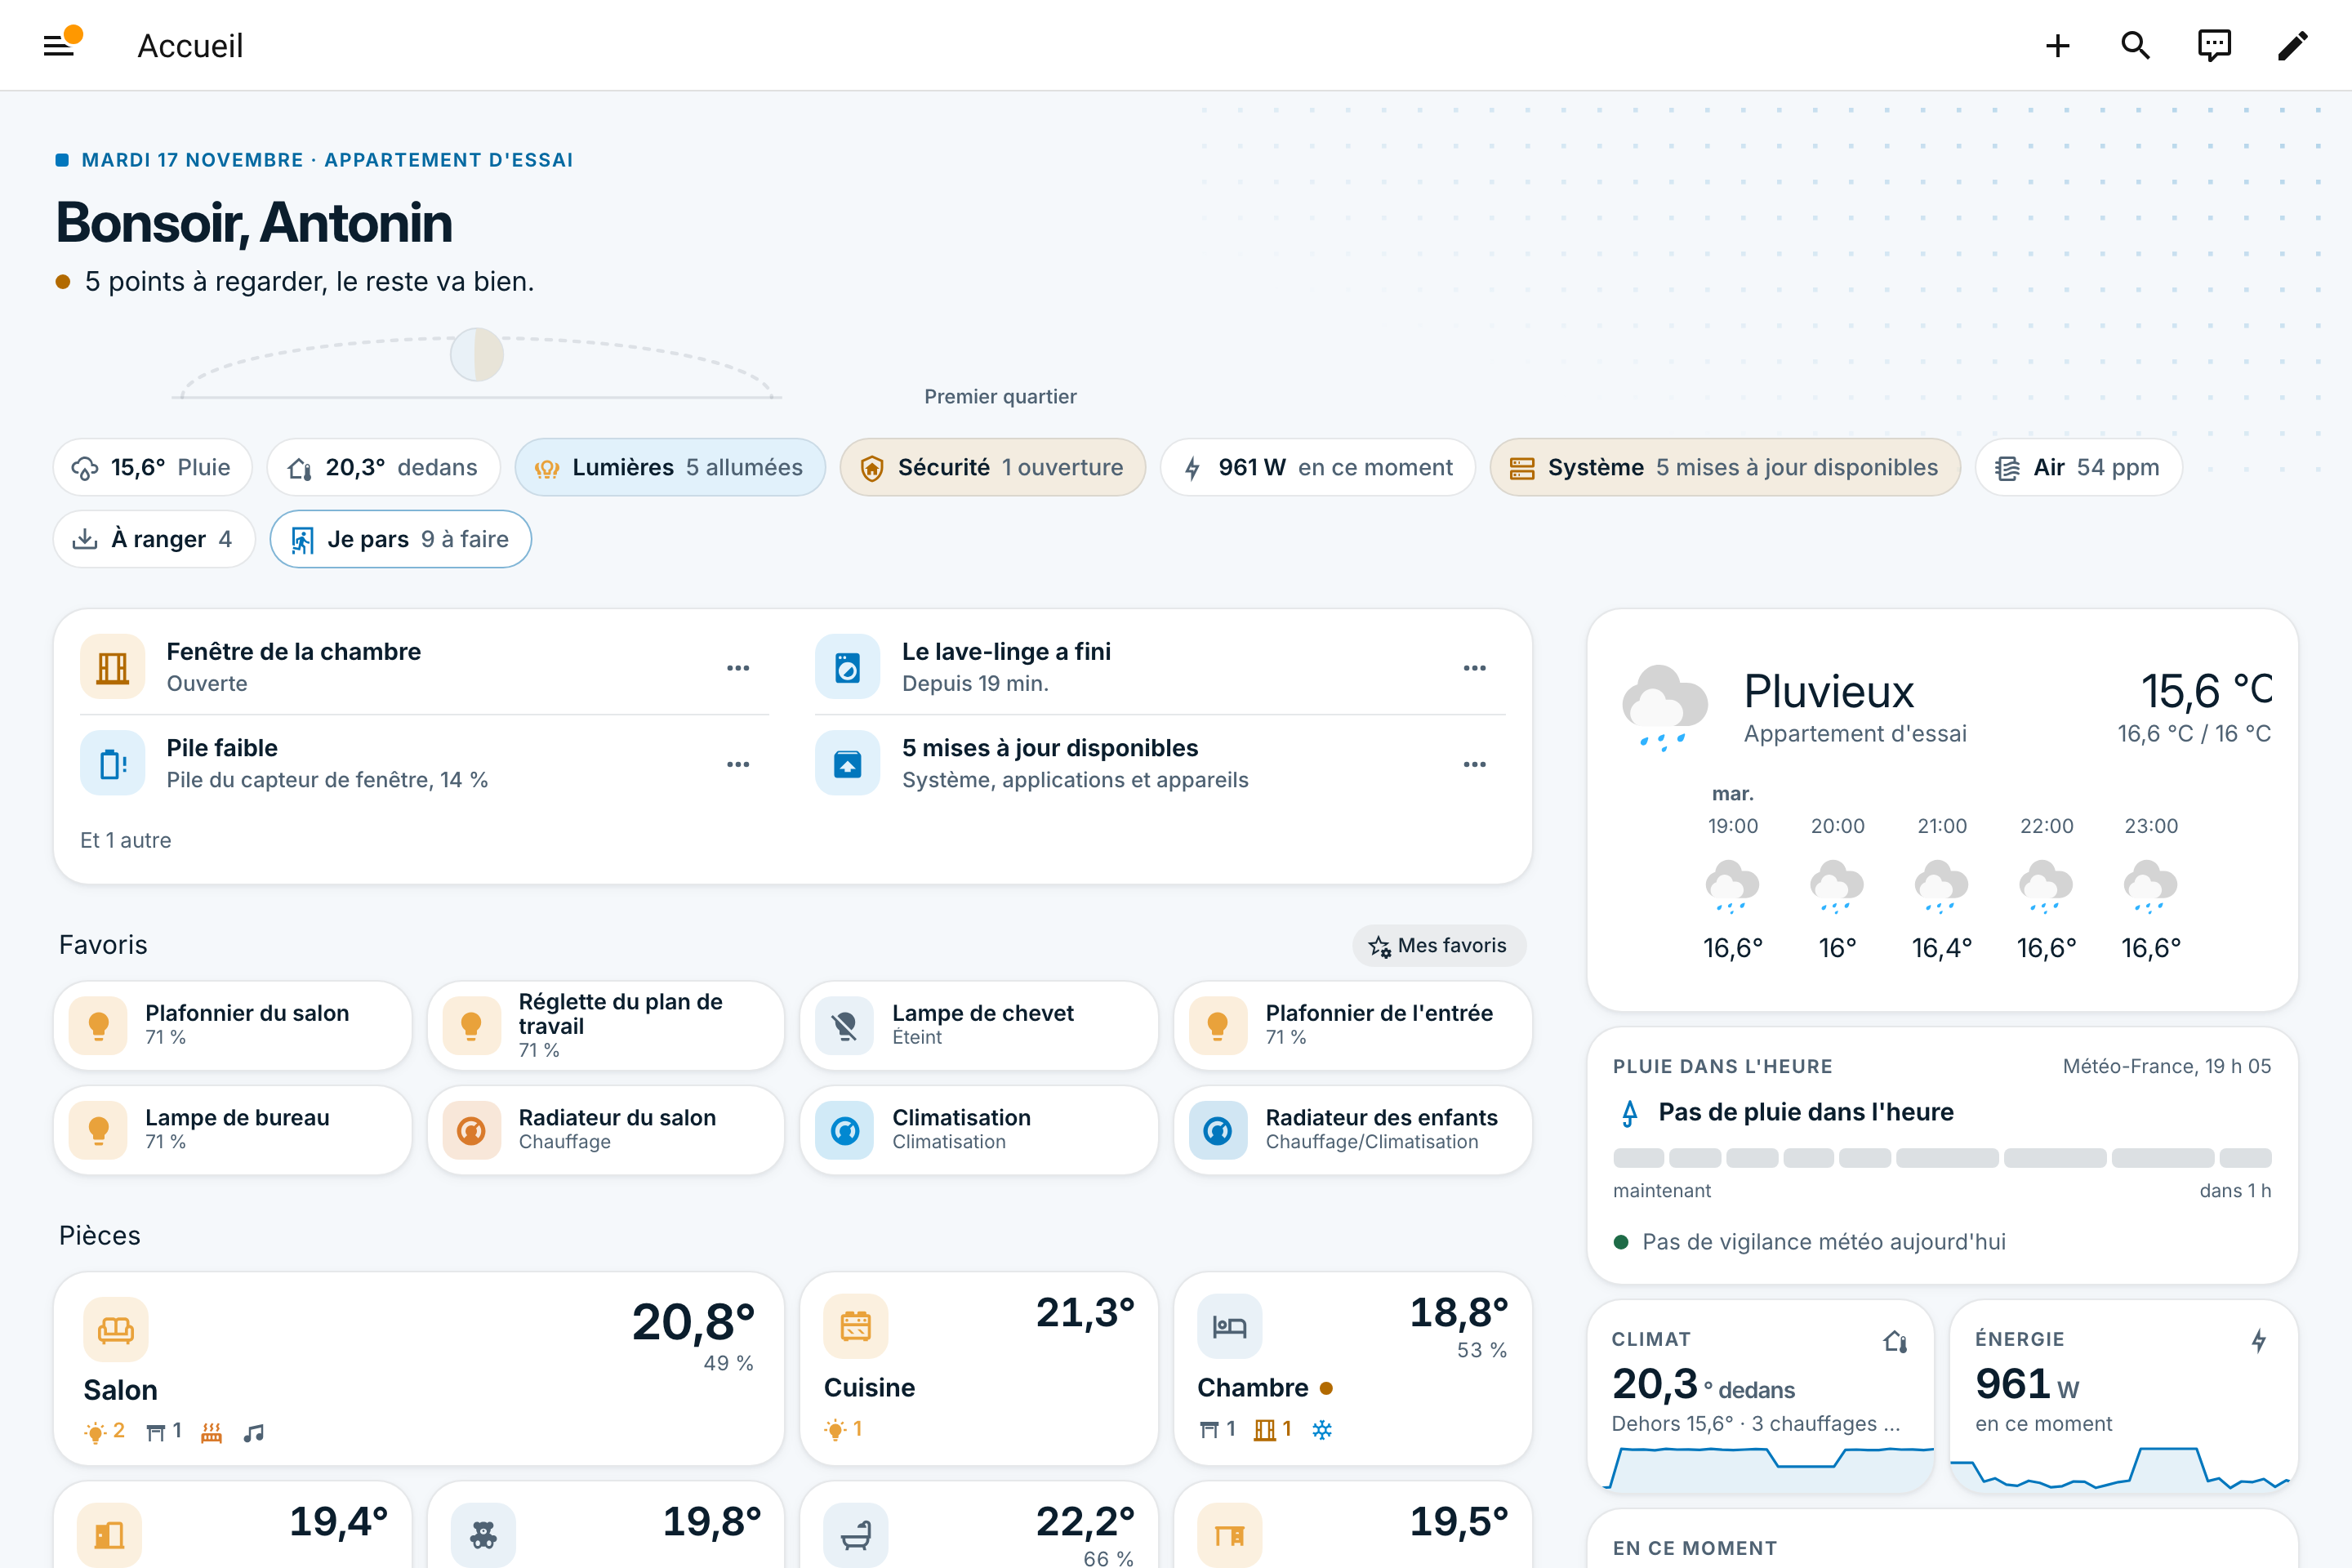 Accueil
MARDI 17 NOVEMBRE · APPARTEMENT D'ESSAI
Bonsoir, Antonin
5 points à regarder, le reste va bien.
Premier quartier
15,6° Pluie
20,3° dedans
Lumières 5 allumées
Sécurité 1 ouverture
961 W en ce moment
Système 5 mises à jour disponibles
Air 54 ppm
À ranger 4
Je pars 9 à faire
Fenêtre de la chambre
Ouverte
Le lave-linge a fini
Depuis 19 min.
Pile faible
Pile du capteur de fenêtre, 14 %
5 mises à jour disponibles
Système, applications et appareils
Et 1 autre
Favoris
Mes favoris
Plafonnier du salon
71 %
Réglette du plan de
travail
71 %
Lampe de chevet
Éteint
Plafonnier de l'entrée
71 %
Lampe de bureau
71 %
Radiateur du salon
Chauffage
Climatisation
Climatisation
Radiateur des enfants
Chauffage/Climatisation
Pièces
20,8°
49 %
Salon
2 1
21,3°
Cuisine
1
18,8°
53 %
Chambre
1 1
19,4°
19,8°
22,2°
66 %
19,5°
Pluvieux
Appartement d'essai
15,6 °C
16,6 °C / 16 °C
mar.
19:00 20:00 21:00 22:00 23:00
16,6° 16° 16,4° 16,6° 16,6°
PLUIE DANS L'HEURE
Météo-France, 19 h 05
Pas de pluie dans l'heure
maintenant
dans 1 h
Pas de vigilance météo aujourd'hui
CLIMAT
20,3 ° dedans
Dehors 15,6° · 3 chauffages ...
ÉNERGIE
961 W
en ce moment
EN CE MOMENT